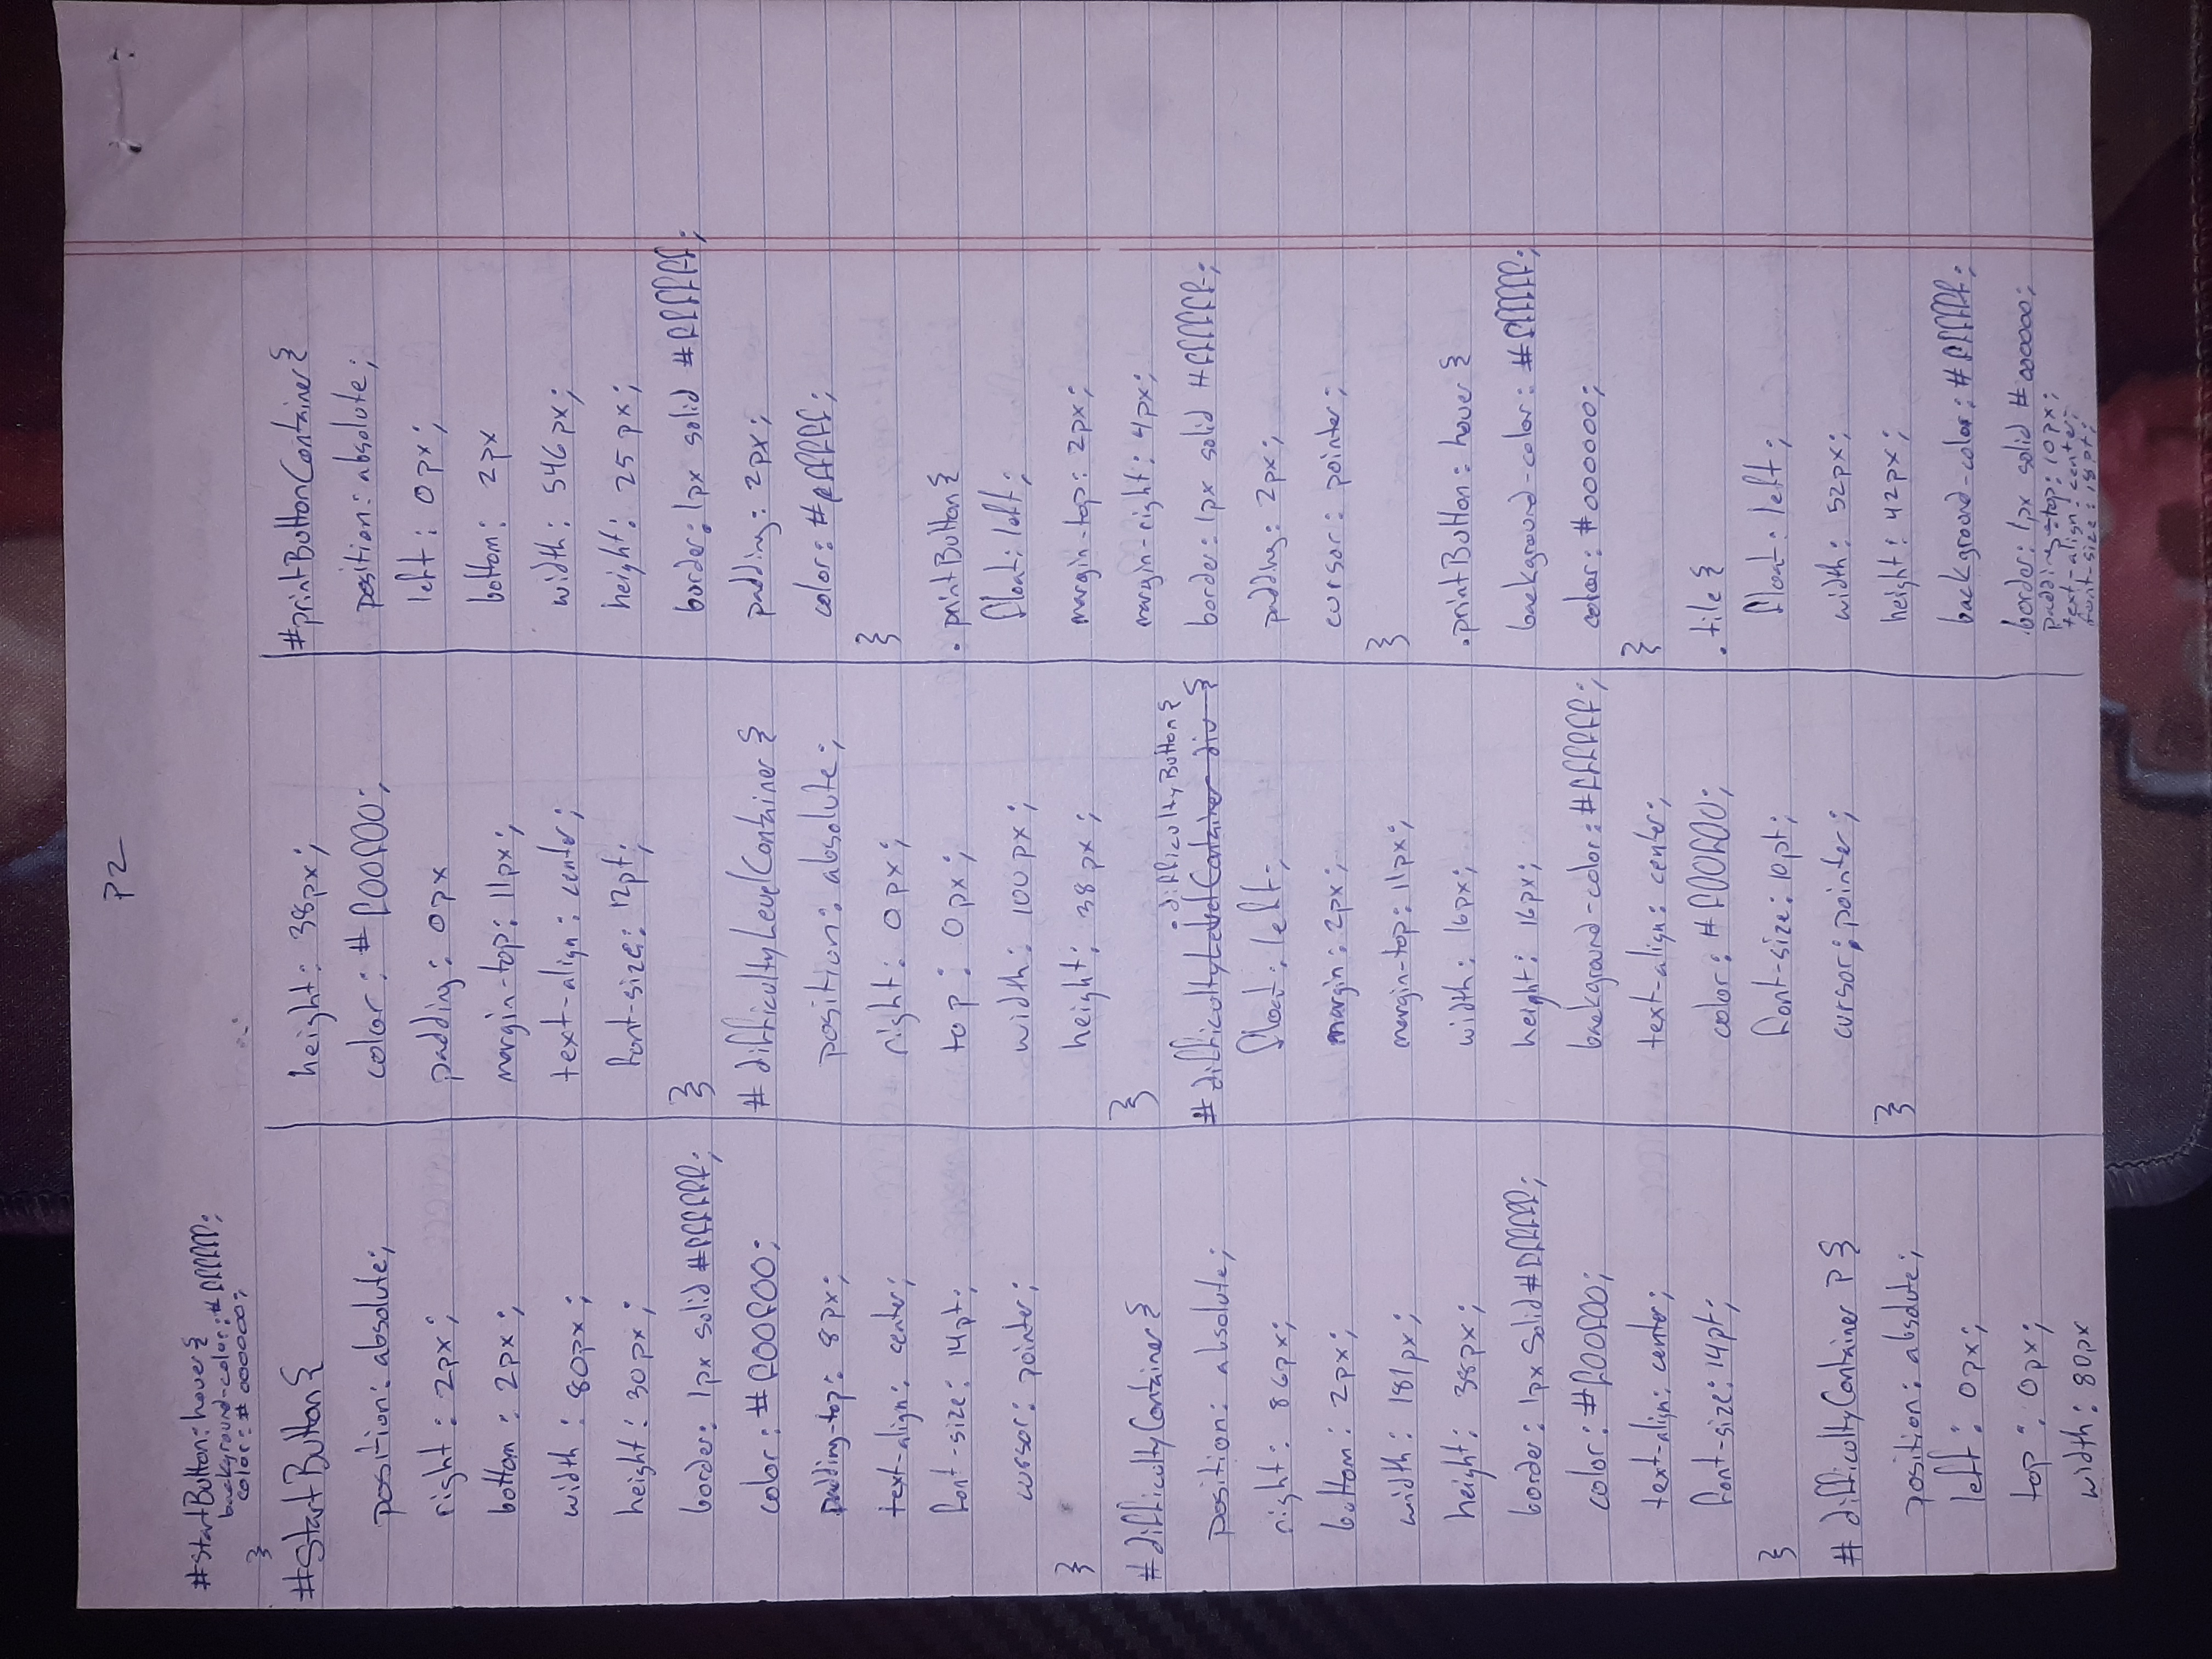 P2
#startButton:hover{
background-color:#ffffff;
color:#000000;
}
#startButton{
position: absolute;
right: 2px;
bottom: 2px;
width: 80px;
height: 30px;
border: 1px solid #ffffff;
color: #f00f00;
padding-top: 8px;
text-align: center;
font-size: 14pt;
cursor: pointer;
}
#difficultyContainer{
position: absolute;
right: 86px;
bottom: 2px;
width: 181px;
height: 38px;
border: 1px Solid #ffffff;
color: #f00f00;
text-align: center;
font-size: 14pt;
}
# difficultyContainer P{
position: absolute;
left: 0px;
top: 0px;
width: 80px
height: 38px;
color: #f00f00;
padding: 0px
margin-top: 11px;
text-align: center;
font-size: 12pt;
}
# difficultyLevelContainer {
position: absolute;
right: 0px;
top: 0px;
width: 100px;
height: 38px;
}
.difficultyButton{
# difficultyLevelContainer div {
float: left;
margin: 2px;
margin-top: 11px;
width: 16px;
height: 16px;
background-color: #ffffff;
text-align: center;
color: #f00f00;
font-size: 10pt;
cursor: pointer;
}
#printButtonContainer{
position: absolute;
left: 0px;
bottom: 2px
width: 546px;
height: 25px;
border: 1px solid #ffffff;
padding: 2px;
color: #ffffff;
}
.printButton{
float: left;
margin-top: 2px;
margin-right: 4px;
border: 1px solid #ffffff;
padding: 2px;
cursor: pointer;
}
.printButton:hover {
background-color: #ffffff;
color: #000000;
}
.tile{
float: left;
width: 52px;
height: 42px;
background-color: #ffffff;
border: 1px solid #000000;
padding-top: 10px;
text-align: center;
font-size: 18pt;